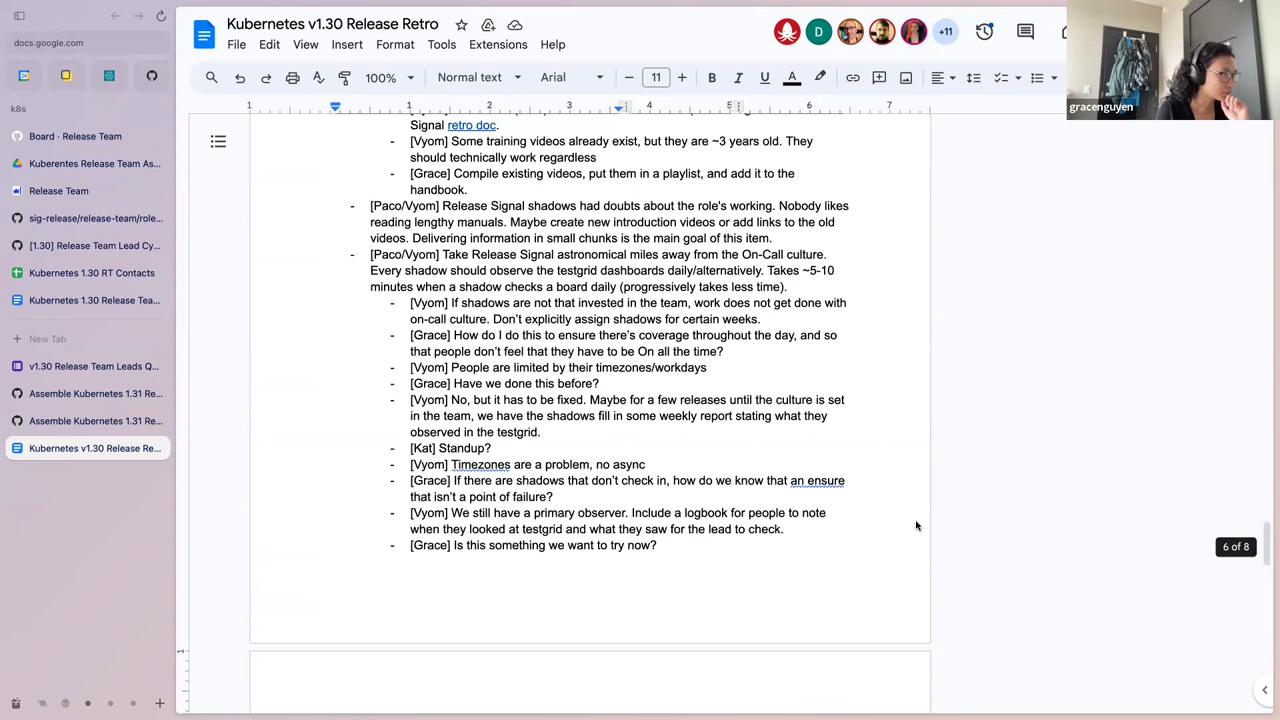 docs.google.com
k8s
Board · Release Team
Kuberentes Release Team As...
Release Team
sig-release/release-team/role...
[1.30] Release Team Lead Cy...
Kubernetes 1.30 RT Contacts
Kubernetes 1.30 Release Tea...
New Tab
v1.30 Release Team Leads Q...
Assemble Kubernetes 1.31 Re...
Assemble Kubernetes 1.31 Re...
Kubernetes v1.30 Release Re...
Kubernetes v1.30 Release Retro
File Edit View Insert Format Tools Extensions Help
D +11
100% Normal text Arial 11 B I U A
1 1 2 3 4 5 6 7
gracenguyen
Signal retro doc.
- [Vyom] Some training videos already exist, but they are ~3 years old. They
should technically work regardless
- [Grace] Compile existing videos, put them in a playlist, and add it to the
handbook.
- [Paco/Vyom] Release Signal shadows had doubts about the role's working. Nobody likes
reading lengthy manuals. Maybe create new introduction videos or add links to the old
videos. Delivering information in small chunks is the main goal of this item.
- [Paco/Vyom] Take Release Signal astronomical miles away from the On-Call culture.
Every shadow should observe the testgrid dashboards daily/alternatively. Takes ~5-10
minutes when a shadow checks a board daily (progressively takes less time).
- [Vyom] If shadows are not that invested in the team, work does not get done with
on-call culture. Don't explicitly assign shadows for certain weeks.
- [Grace] How do I do this to ensure there's coverage throughout the day, and so
that people don't feel that they have to be On all the time?
- [Vyom] People are limited by their timezones/workdays
- [Grace] Have we done this before?
- [Vyom] No, but it has to be fixed. Maybe for a few releases until the culture is set
in the team, we have the shadows fill in some weekly report stating what they
observed in the testgrid.
- [Kat] Standup?
- [Vyom] Timezones are a problem, no async
- [Grace] If there are shadows that don't check in, how do we know that an ensure
that isn't a point of failure?
- [Vyom] We still have a primary observer. Include a logbook for people to note
when they looked at testgrid and what they saw for the lead to check.
- [Grace] Is this something we want to try now?
6 of 8
1